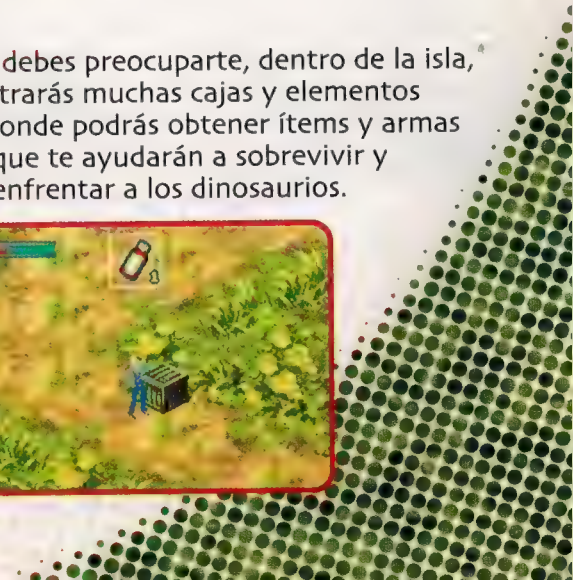 debes preocuparte, dentro de la isla,
trarás muchas cajas y elementos
onde podrás obtener ítems y armas
que te ayudarán a sobrevivir y
enfrentar a los dinosaurios.